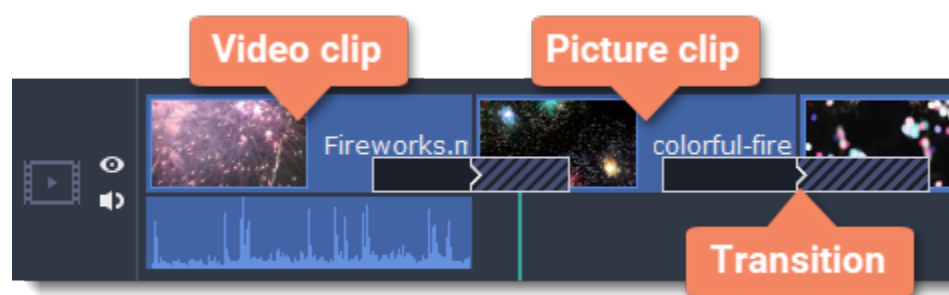 Video clip
Picture clip
Fireworks.m
colorful-fire
Transition